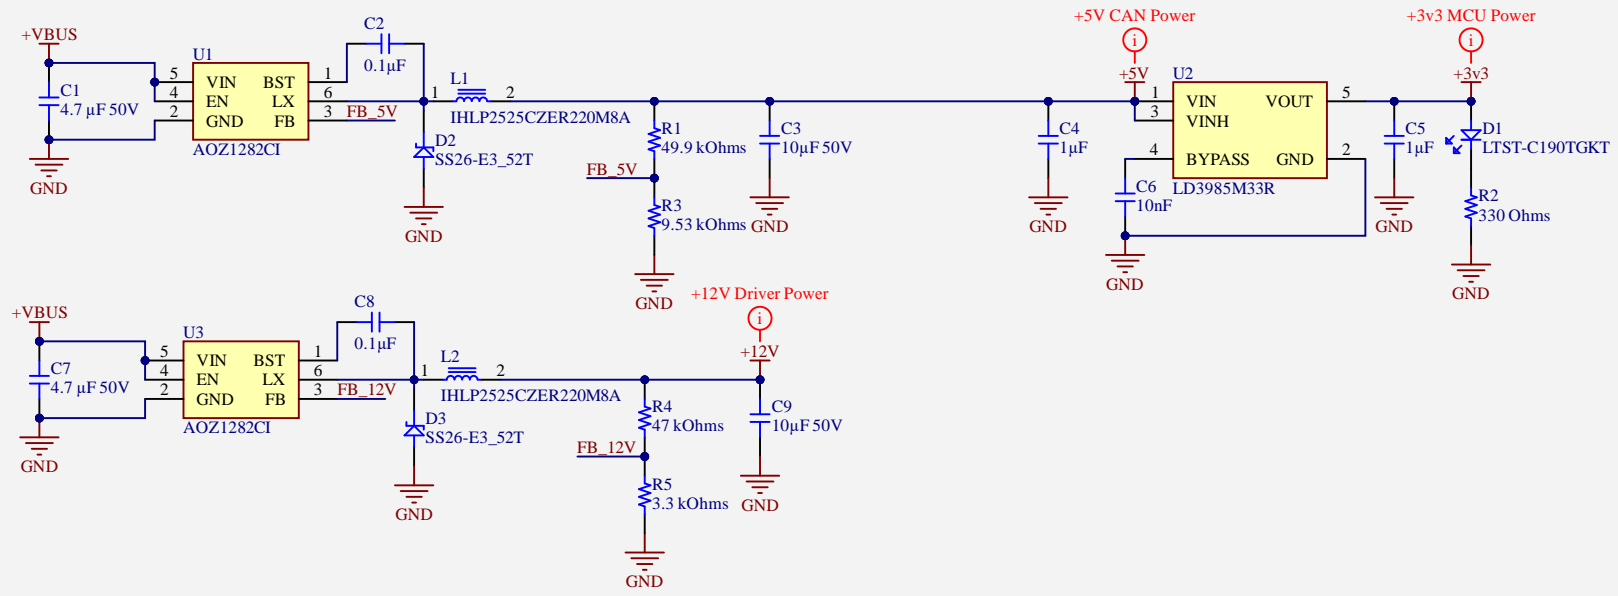 +5V CAN Power
+3v3 MCU Power
i
i
+VBUS
C2
0.1µF
U1
5 VIN BST 1
4 EN LX 6
2 GND FB 3
AOZ1282CI
C1
4.7 µF 50V
GND
FB_5V
1 L1 2
IHLP2525CZER220M8A
D2
SS26-E3_52T
GND
R1
49.9 kOhms
FB_5V
R3
9.53 kOhms
GND
C3
10µF 50V
GND
C4
1µF
GND
+5V
U2
1 VIN VOUT 5
3 VINH
4 BYPASS GND 2
LD3985M33R
C6
10nF
GND
+3v3
C5
1µF
GND
D1
LTST-C190TGKT
R2
330 Ohms
GND
+12V Driver Power
i
+VBUS
C8
0.1µF
U3
5 VIN BST 1
4 EN LX 6
2 GND FB 3
AOZ1282CI
C7
4.7 µF 50V
GND
FB_12V
1 L2 2
IHLP2525CZER220M8A
D3
SS26-E3_52T
GND
+12V
R4
47 kOhms
FB_12V
R5
3.3 kOhms
GND
C9
10µF 50V
GND